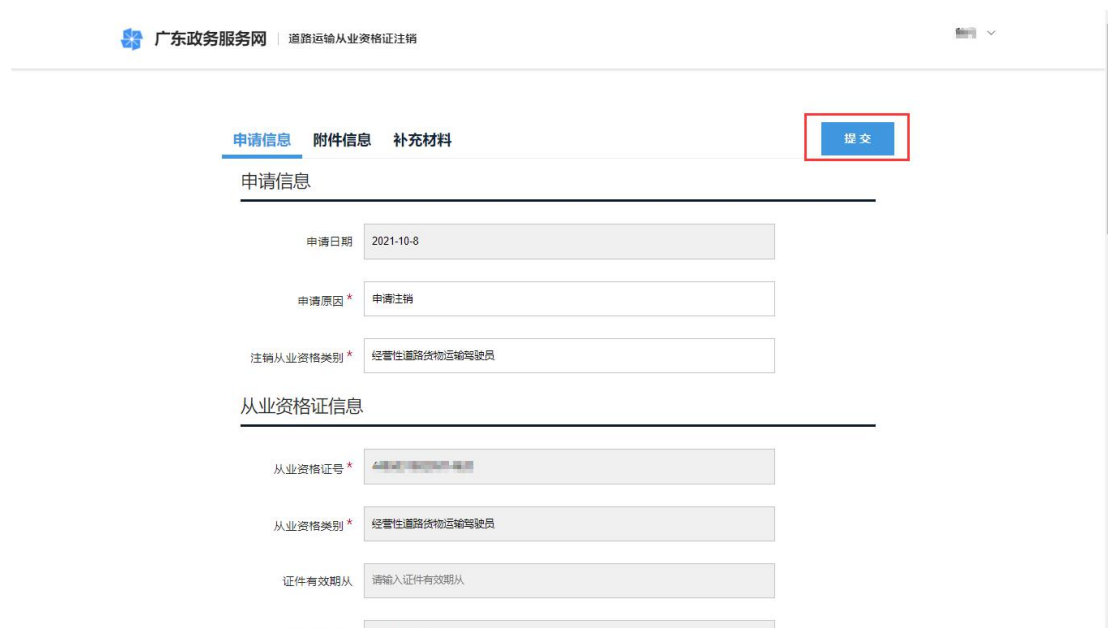 广东政务服务网 道路运输从业资格证注销
申请信息 附件信息 补充材料 提 交
申请信息
申请日期 2021-10-8
申请原因 * 申请注销
注销从业资格类别 * 经营性道路货物运输驾驶员
从业资格证信息
从业资格证号 *
从业资格类别 * 经营性道路货物运输驾驶员
证件有效期从 请输入证件有效期从